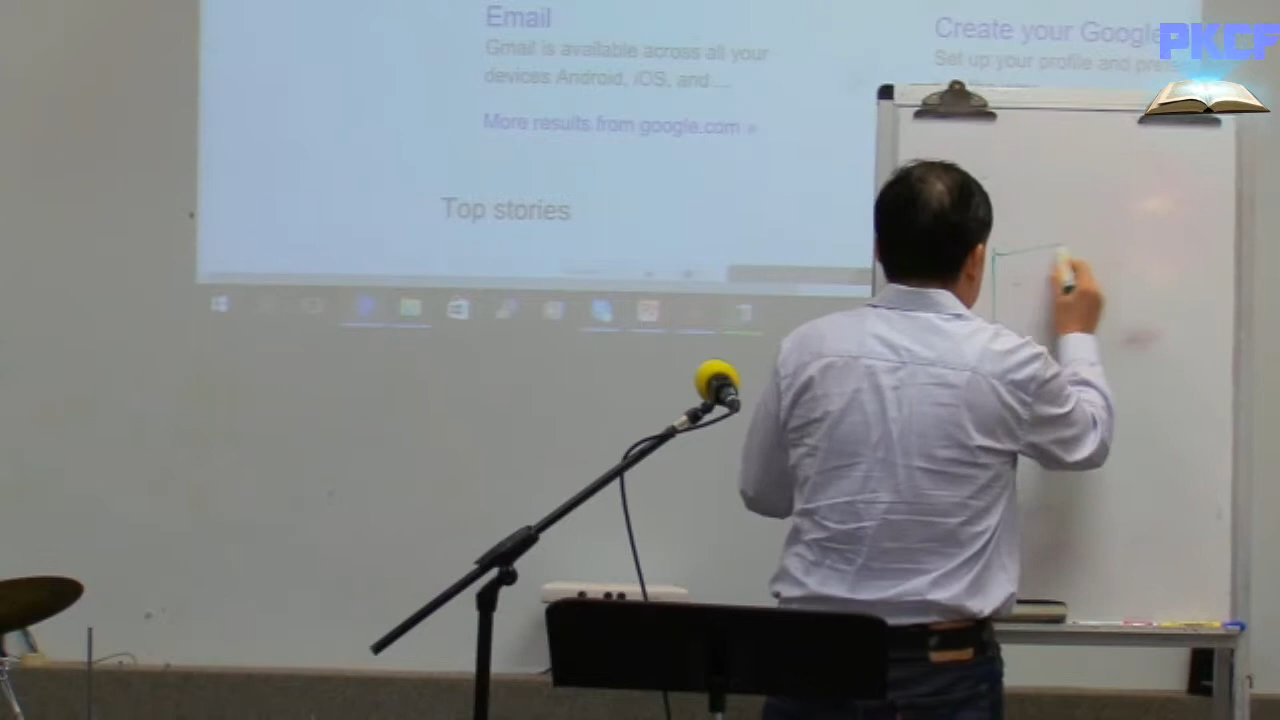 Email
Gmail is available across all your
devices Android, iOS, and ...
More results from google.com »
Create your Google
Set up your profile and
Top stories
PKCF